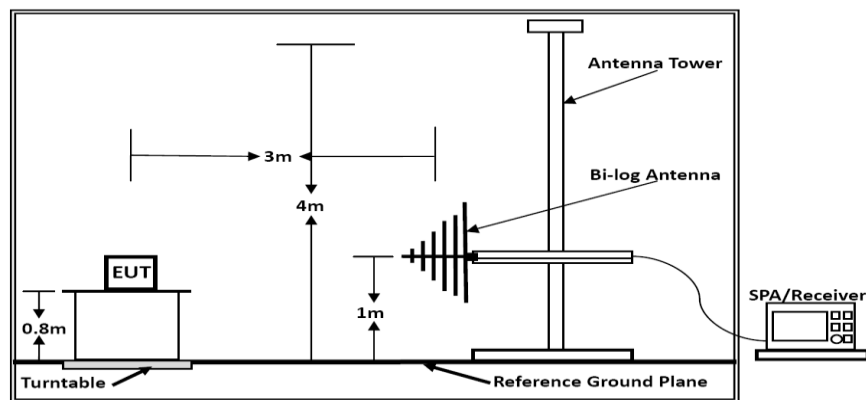 Antenna Tower
3m
Bi-log Antenna
4m
EUT
SPA/Receiver
0.8m
1m
Turntable
Reference Ground Plane